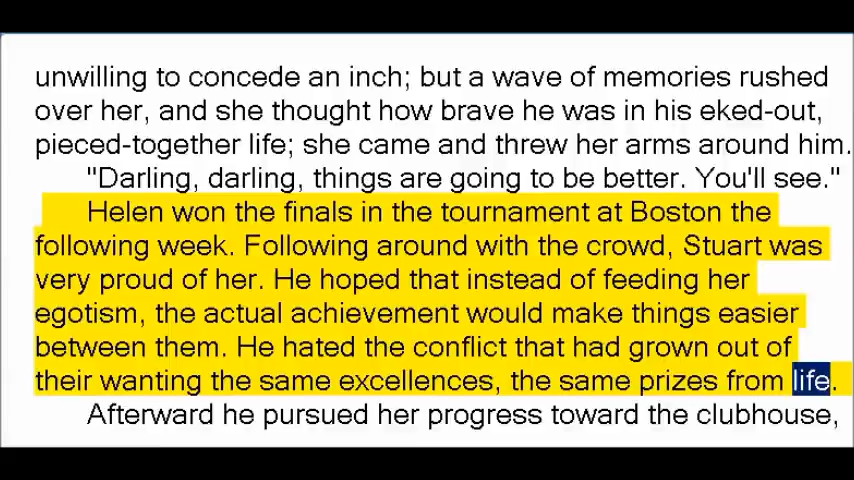 unwilling to concede an inch; but a wave of memories rushed
over her, and she thought how brave he was in his eked-out,
pieced-together life; she came and threw her arms around him.
"Darling, darling, things are going to be better. You'll see."
Helen won the finals in the tournament at Boston the
following week. Following around with the crowd, Stuart was
very proud of her. He hoped that instead of feeding her
egotism, the actual achievement would make things easier
between them. He hated the conflict that had grown out of
their wanting the same excellences, the same prizes from life.
Afterward he pursued her progress toward the clubhouse,